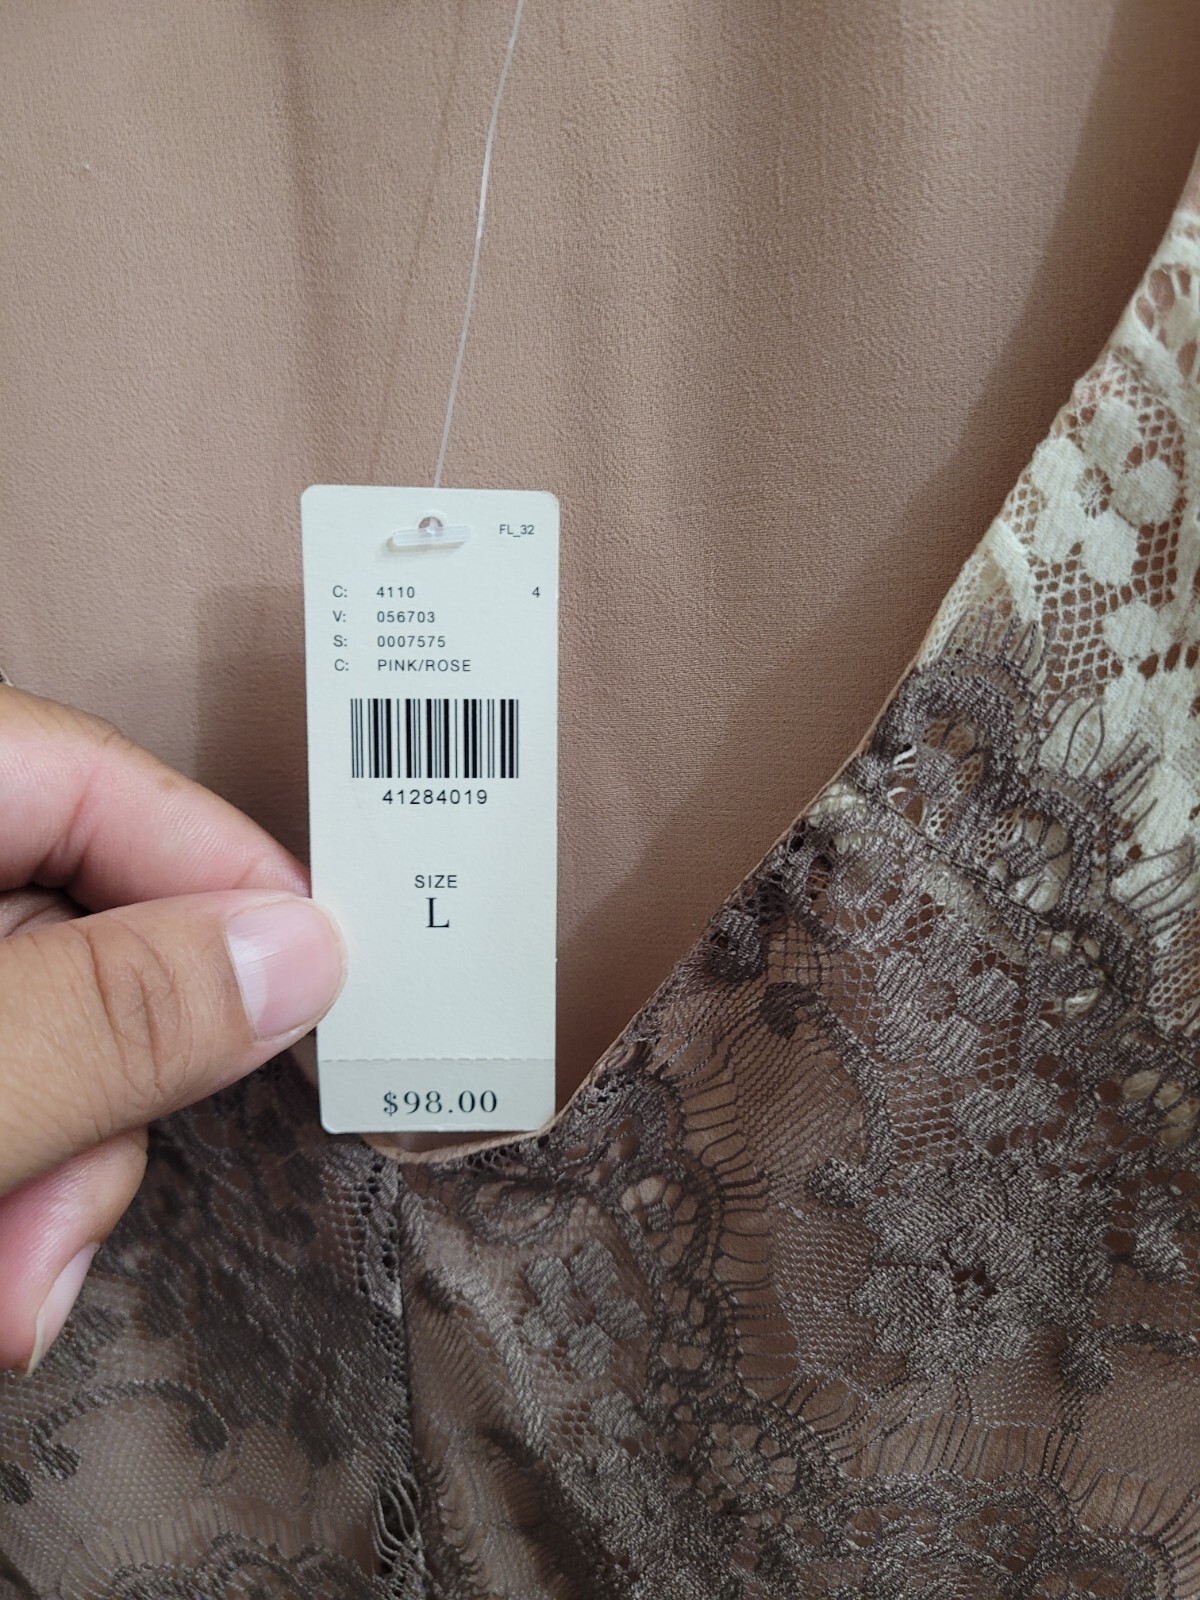 FL_32
C: 4110 4
V: 056703
S: 0007575
C: PINK/ROSE
41284019
SIZE
L
$98.00